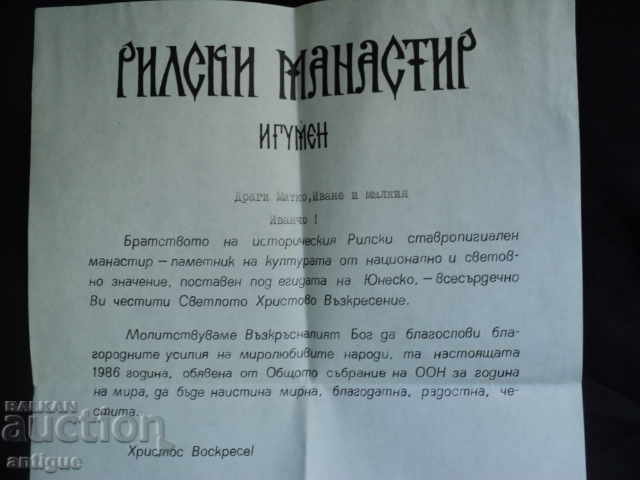 РИЛСКИ МАНАСТИР
ИГУМЕН
Драги Митко, Иване и милкия
Иванчо !
Братството на историческия Рилски ставропигиален
манастир – паметник на културата от национално и светов-
но значение, поставен под егидата на Юнеско, – всесърдечно
Ви честити Светлото Христово Възкресение.
Молитствуваме Възкръсналият Бог да благослови бла-
городните усилия на миролюбивите народи, та настоящата
1986 година, обявена от Общото събрание на ООН за година
на мира, да бъде наистина мирна, благодатна, радостна, че-
стита.
Христос Воскресе!
BALKAN
auction
antique